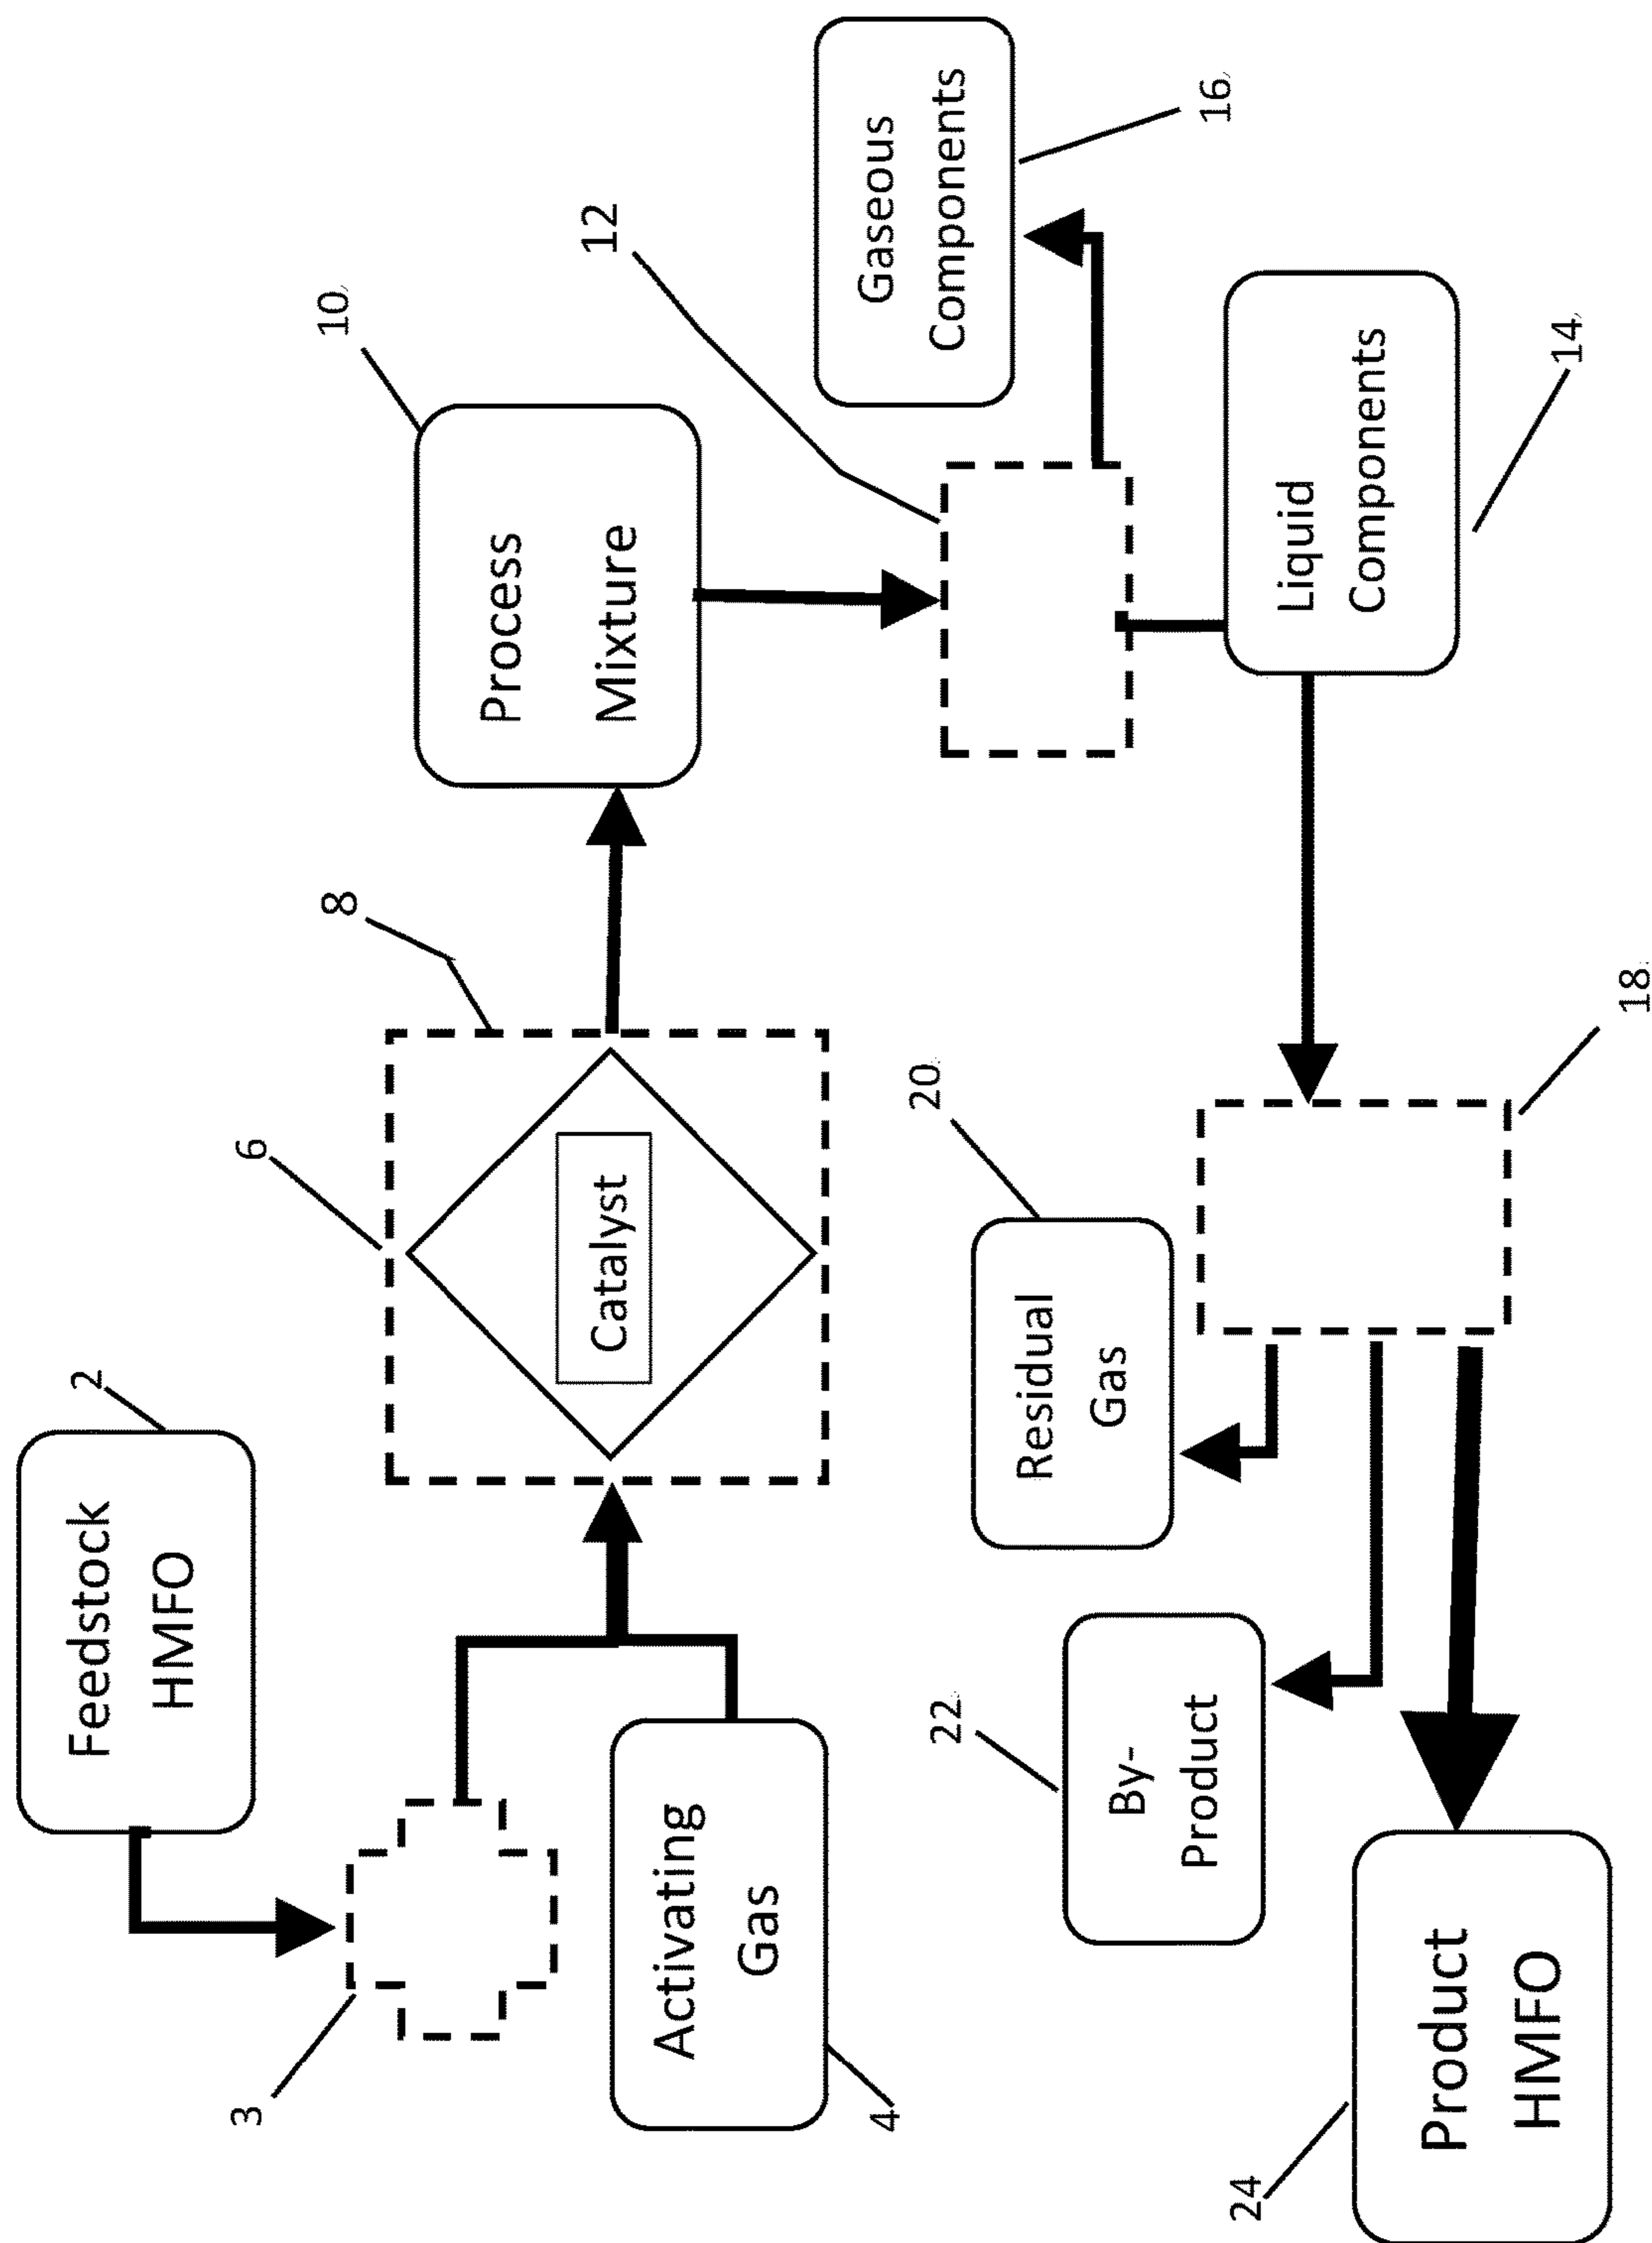 2
Feedstock
HMFO
3
Activating
Gas
4
6
Catalyst
8
10
Process
Mixture
12
Gaseous
Components
16
Liquid
Components
14
18
20
Residual
Gas
22
By-
Product
24
Product
HMFO